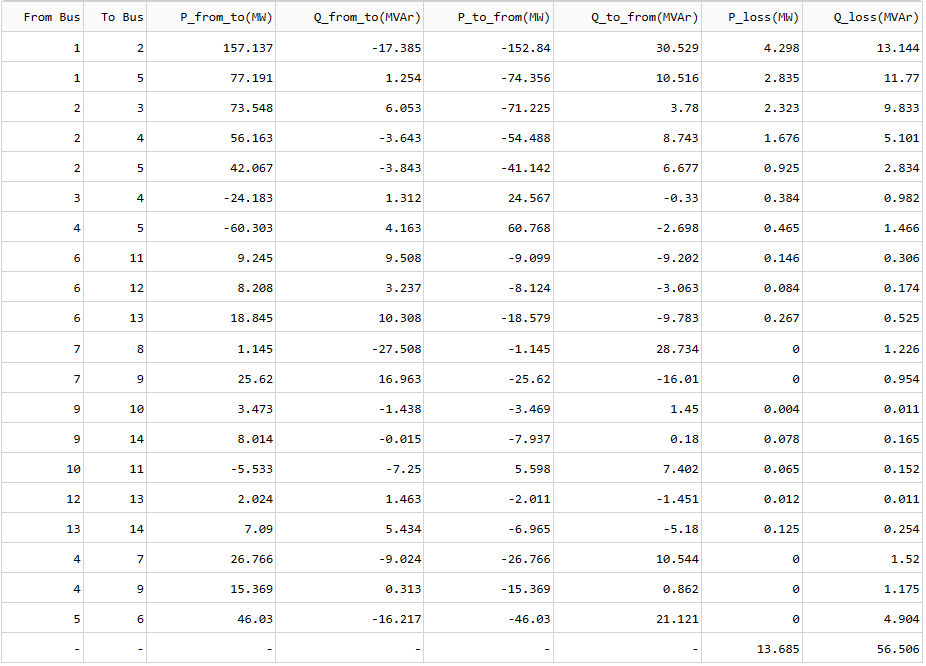 From Bus To Bus P_from_to(MW) Q_from_to(MVAr) P_to_from(MW) Q_to_from(MVAr) P_loss(MW) Q_loss(MVAr)
1 2 157.137 -17.385 -152.84 30.529 4.298 13.144
1 5 77.191 1.254 -74.356 10.516 2.835 11.77
2 3 73.548 6.053 -71.225 3.78 2.323 9.833
2 4 56.163 -3.643 -54.488 8.743 1.676 5.101
2 5 42.067 -3.843 -41.142 6.677 0.925 2.834
3 4 -24.183 1.312 24.567 -0.33 0.384 0.982
4 5 -60.303 4.163 60.768 -2.698 0.465 1.466
6 11 9.245 9.508 -9.099 -9.202 0.146 0.306
6 12 8.208 3.237 -8.124 -3.063 0.084 0.174
6 13 18.845 10.308 -18.579 -9.783 0.267 0.525
7 8 1.145 -27.508 -1.145 28.734 0 1.226
7 9 25.62 16.963 -25.62 -16.01 0 0.954
9 10 3.473 -1.438 -3.469 1.45 0.004 0.011
9 14 8.014 -0.015 -7.937 0.18 0.078 0.165
10 11 -5.533 -7.25 5.598 7.402 0.065 0.152
12 13 2.024 1.463 -2.011 -1.451 0.012 0.011
13 14 7.09 5.434 -6.965 -5.18 0.125 0.254
4 7 26.766 -9.024 -26.766 10.544 0 1.52
4 9 15.369 0.313 -15.369 0.862 0 1.175
5 6 46.03 -16.217 -46.03 21.121 0 4.904
- - - - - - 13.685 56.506